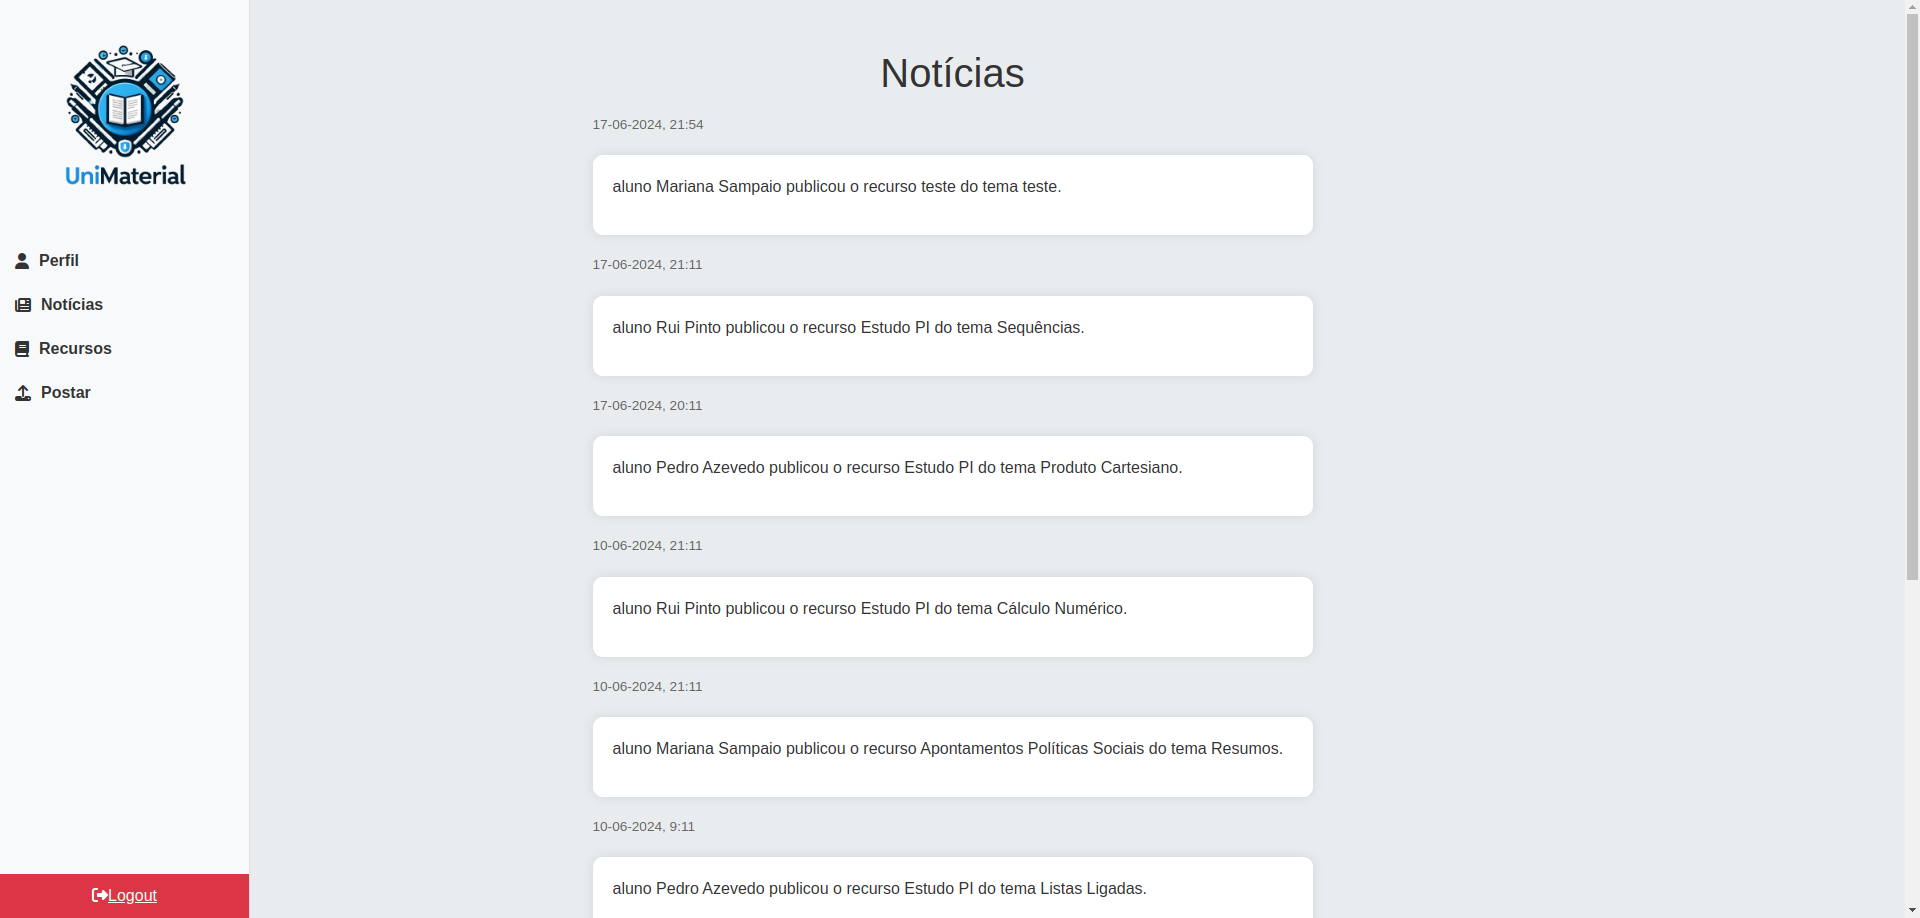 UniMaterial
Perfil
Notícias
Recursos
Postar
Logout
Notícias
17-06-2024, 21:54
aluno Mariana Sampaio publicou o recurso teste do tema teste.
17-06-2024, 21:11
aluno Rui Pinto publicou o recurso Estudo PI do tema Sequências.
17-06-2024, 20:11
aluno Pedro Azevedo publicou o recurso Estudo PI do tema Produto Cartesiano.
10-06-2024, 21:11
aluno Rui Pinto publicou o recurso Estudo PI do tema Cálculo Numérico.
10-06-2024, 21:11
aluno Mariana Sampaio publicou o recurso Apontamentos Políticas Sociais do tema Resumos.
10-06-2024, 9:11
aluno Pedro Azevedo publicou o recurso Estudo PI do tema Listas Ligadas.